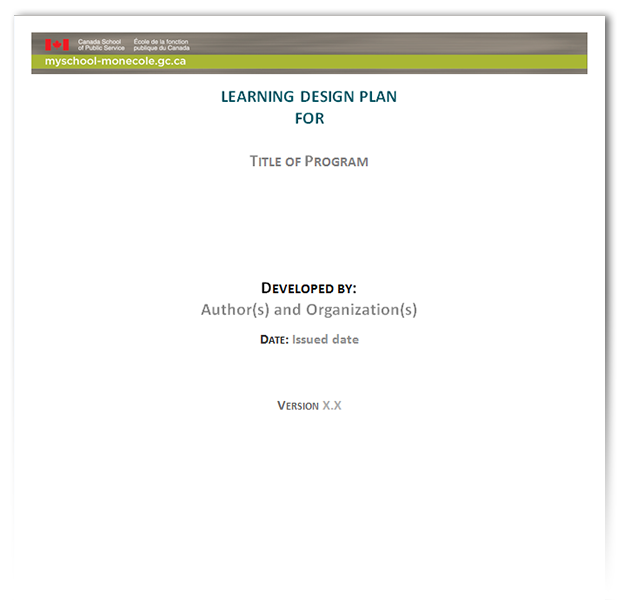 Canada School École de la fonction
of Public Service publique du Canada
myschool-monecole.gc.ca
LEARNING DESIGN PLAN
FOR
TITLE OF PROGRAM
DEVELOPED BY:
Author(s) and Organization(s)
DATE: Issued date
VERSION X.X